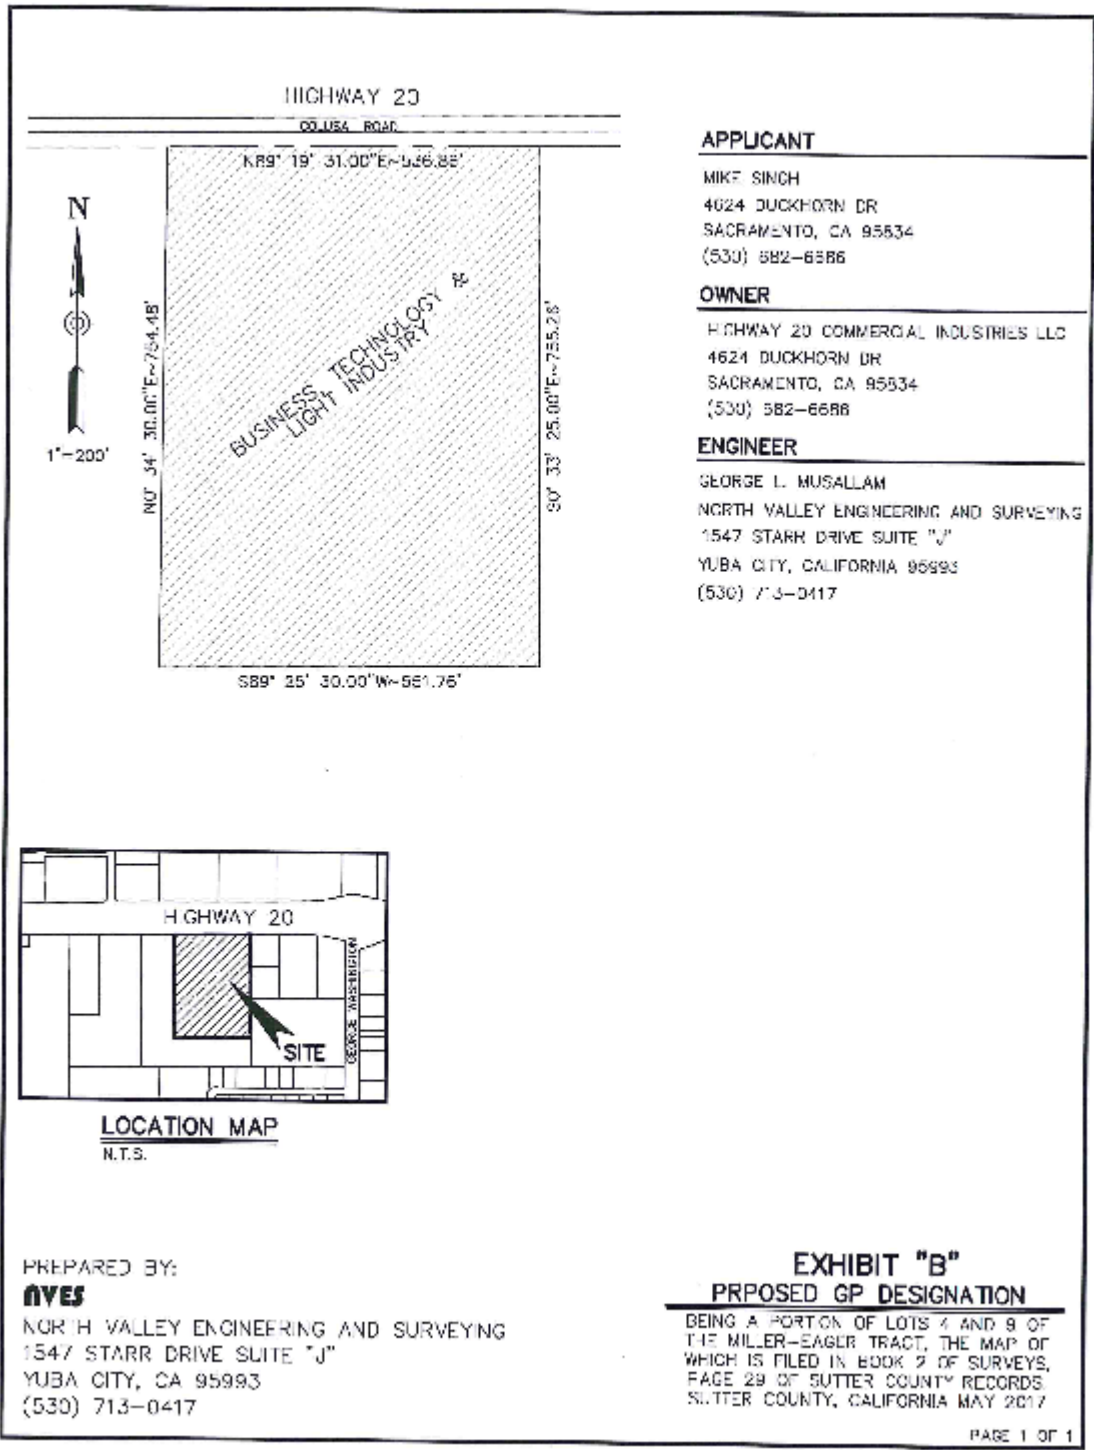 HIGHWAY 20
COLUSA ROAD
N89° 19' 31.00"E~536.86'
N
1"=200'
N0° 34' 30.00"E~754.48'
BUSINESS, TECHNOLOGY &
LIGHT INDUSTRY
S0° 33' 25.00"E~755.26'
S89° 25' 30.00"W~551.76'
APPLICANT
MIKE SINGH
4624 DUCKHORN DR
SACRAMENTO, CA 95834
(530) 682-6686
OWNER
HIGHWAY 20 COMMERCIAL INDUSTRIES LLC
4624 DUCKHORN DR
SACRAMENTO, CA 95834
(530) 682-6686
ENGINEER
GEORGE L. MUSALLAM
NORTH VALLEY ENGINEERING AND SURVEYING
1547 STARR DRIVE SUITE "J"
YUBA CITY, CALIFORNIA 95993
(530) 713-0417
HIGHWAY 20
GEORGE WASHINGTON
SITE
LOCATION MAP
N.T.S.
PREPARED BY:
NVES
NORTH VALLEY ENGINEERING AND SURVEYING
1547 STARR DRIVE SUITE "J"
YUBA CITY, CA 95993
(530) 713-0417
EXHIBIT "B"
PRPOSED GP DESIGNATION
BEING A PORTION OF LOTS 4 AND 9 OF
THE MILLER-EAGER TRACT, THE MAP OF
WHICH IS FILED IN BOOK 2 OF SURVEYS,
PAGE 29 OF SUTTER COUNTY RECORDS.
SUTTER COUNTY, CALIFORNIA MAY 2017
PAGE 1 OF 1